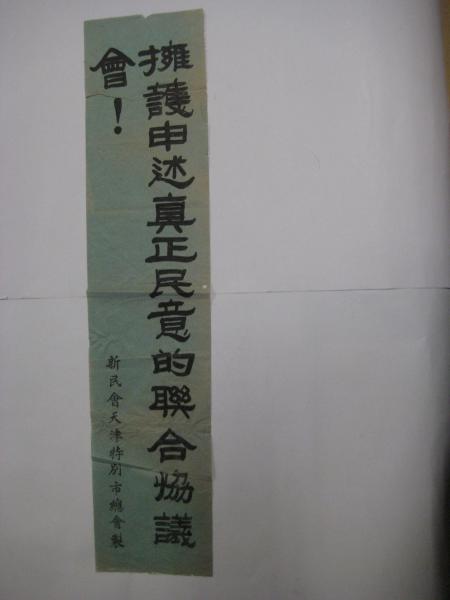 擁護申述真正民意的聯合協議
會！
新民會天津特別市總會製